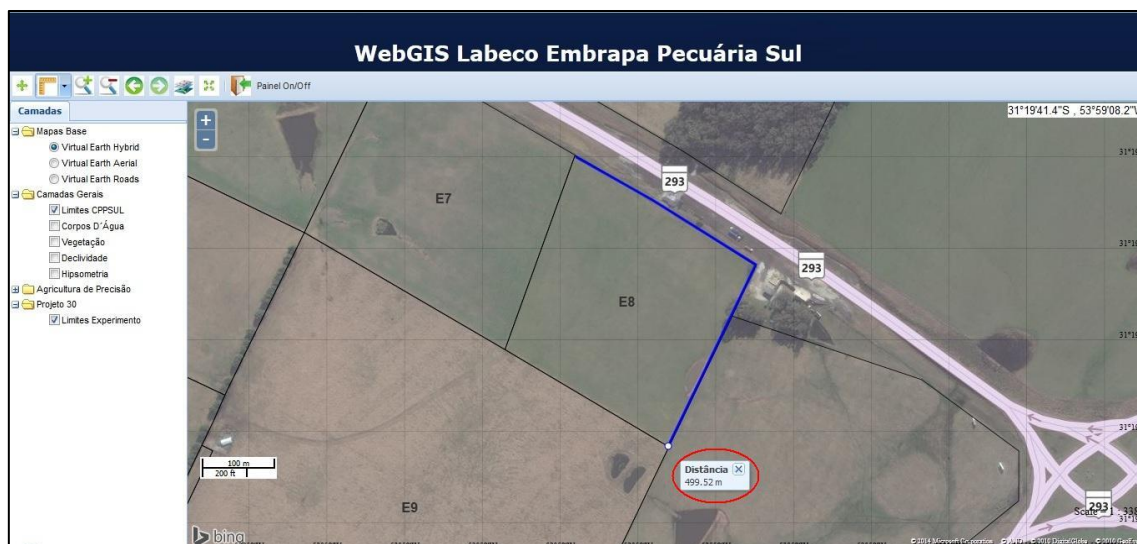 WebGIS Labeco Embrapa Pecuária Sul
Painel On/Off
Camadas
Mapas Base
Virtual Earth Hybrid
Virtual Earth Aerial
Virtual Earth Roads
Camadas Gerais
Limites CPPSUL
Corpos D´Água
Vegetação
Declividade
Hipsometria
Agricultura de Precisão
Projeto 30
Limites Experimento
+
-
31°19'41.4"S , 53°59'08.2"
E7
293
293
E8
Distância
499.52 m
100 m
200 ft
E9
293
bing